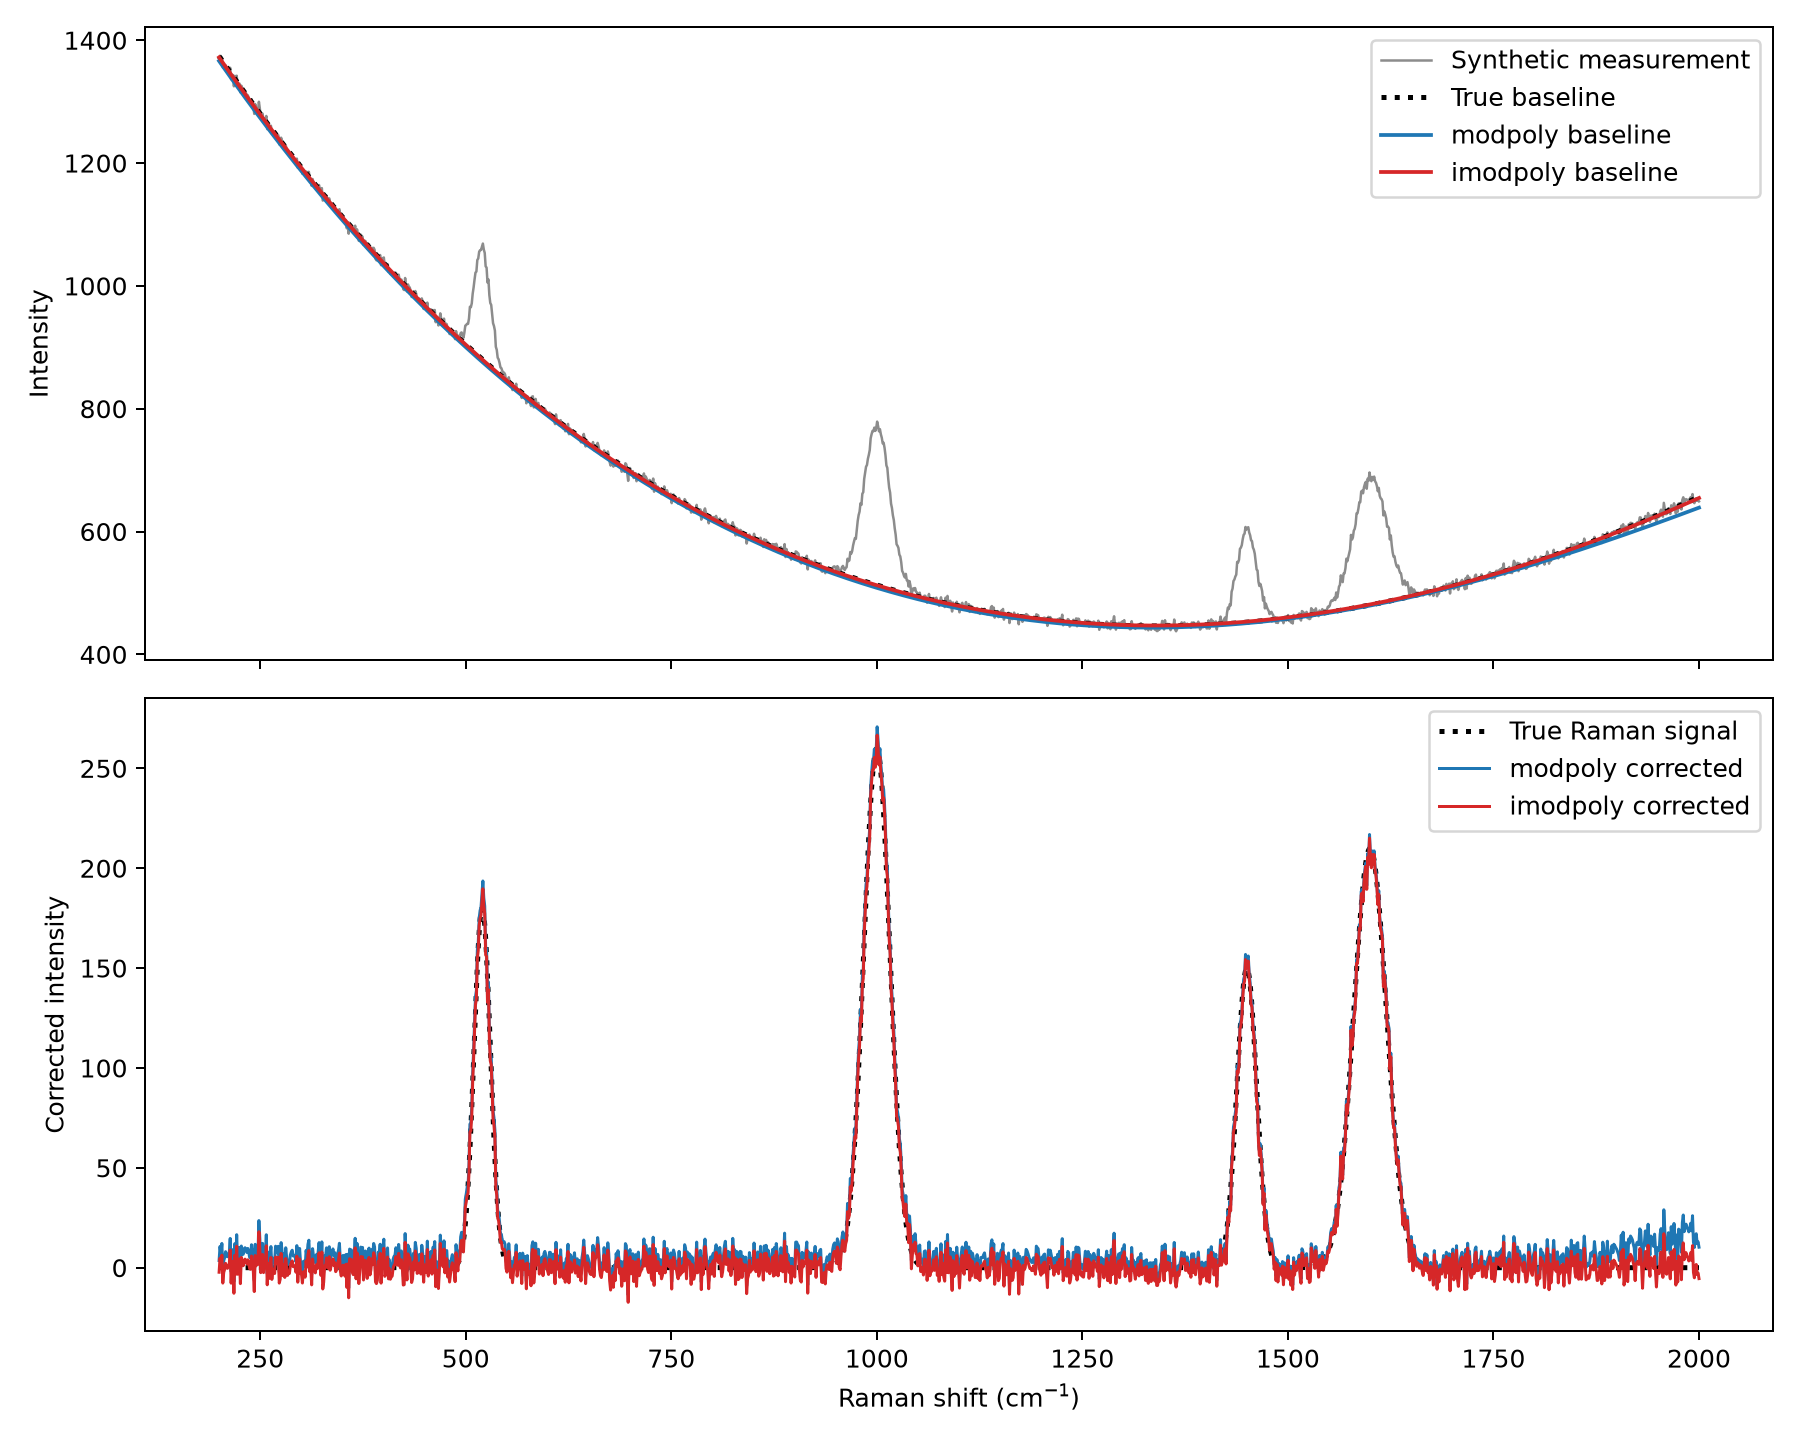 1400
1200
1000
800
600
400
Intensity
Synthetic measurement
True baseline
modpoly baseline
imodpoly baseline
250
200
150
100
50
0
Corrected intensity
True Raman signal
modpoly corrected
imodpoly corrected
250 500 750 1000 1250 1500 1750 2000
Raman shift (cm⁻¹)